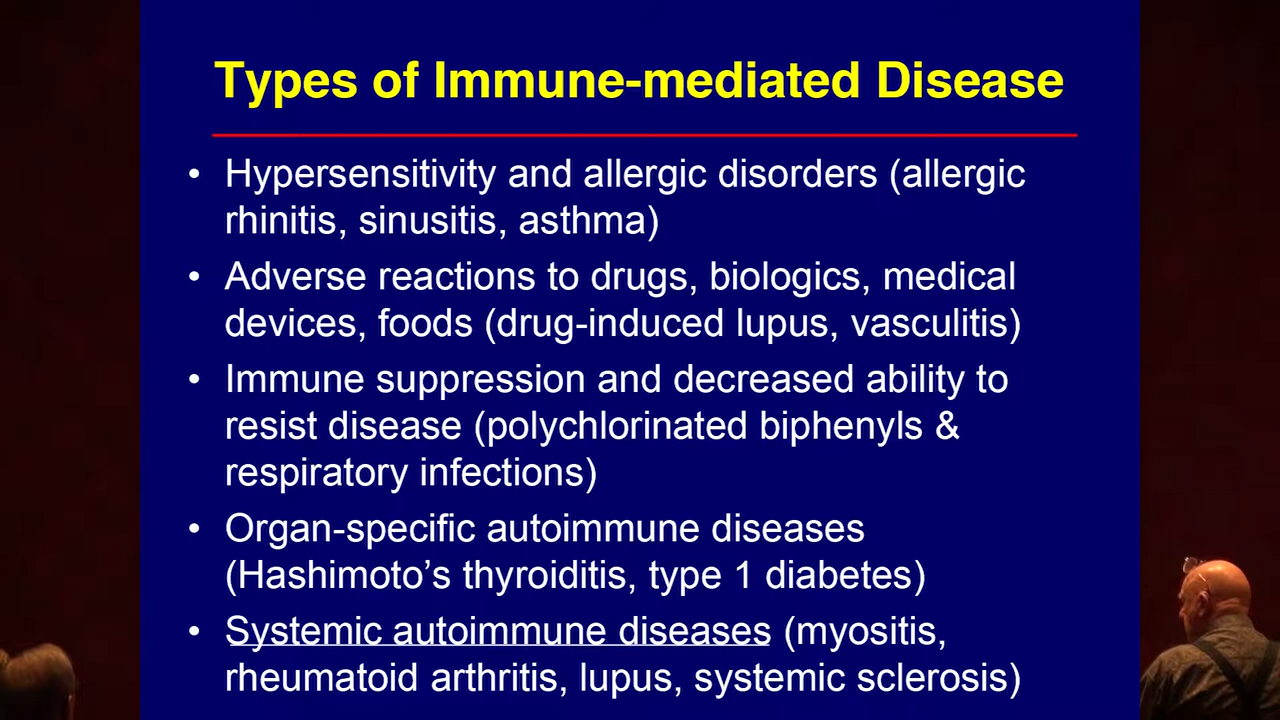 Types of Immune-mediated Disease
• Hypersensitivity and allergic disorders (allergic
rhinitis, sinusitis, asthma)
• Adverse reactions to drugs, biologics, medical
devices, foods (drug-induced lupus, vasculitis)
• Immune suppression and decreased ability to
resist disease (polychlorinated biphenyls &
respiratory infections)
• Organ-specific autoimmune diseases
(Hashimoto’s thyroiditis, type 1 diabetes)
• Systemic autoimmune diseases (myositis,
rheumatoid arthritis, lupus, systemic sclerosis)